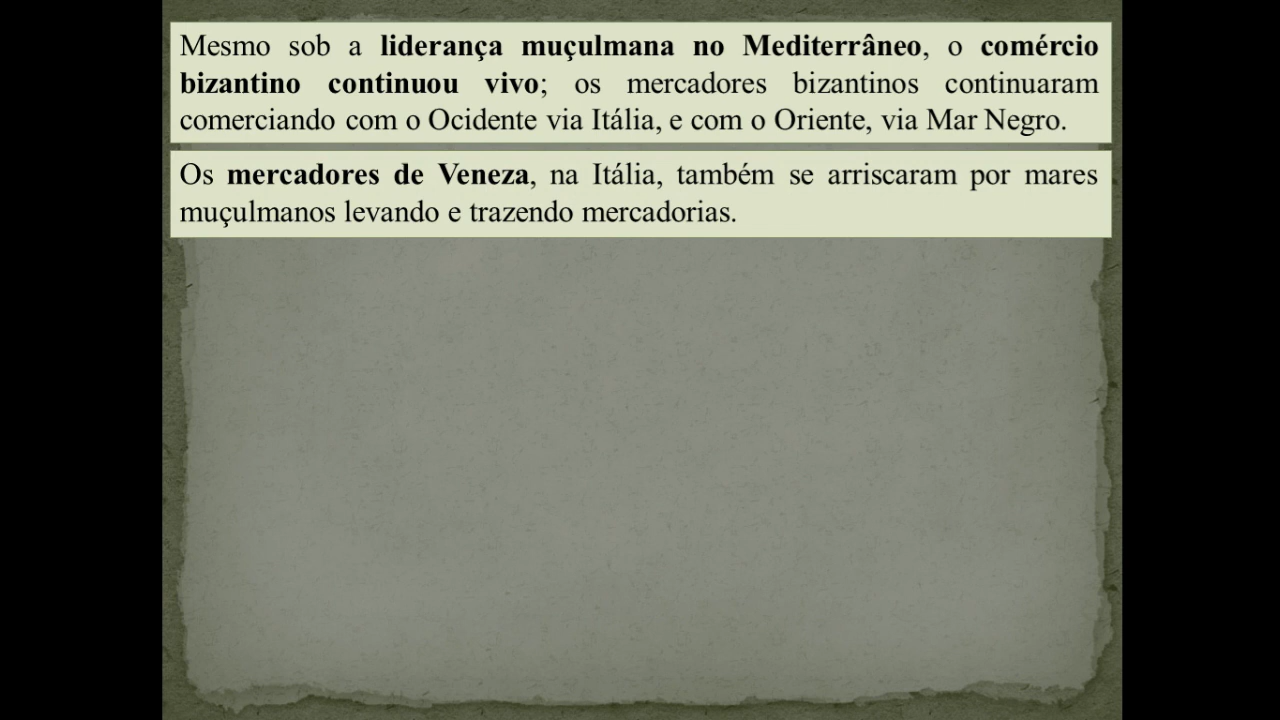 Mesmo sob a liderança muçulmana no Mediterrâneo, o comércio
bizantino continuou vivo; os mercadores bizantinos continuaram
comerciando com o Ocidente via Itália, e com o Oriente, via Mar Negro.
Os mercadores de Veneza, na Itália, também se arriscaram por mares
muçulmanos levando e trazendo mercadorias.